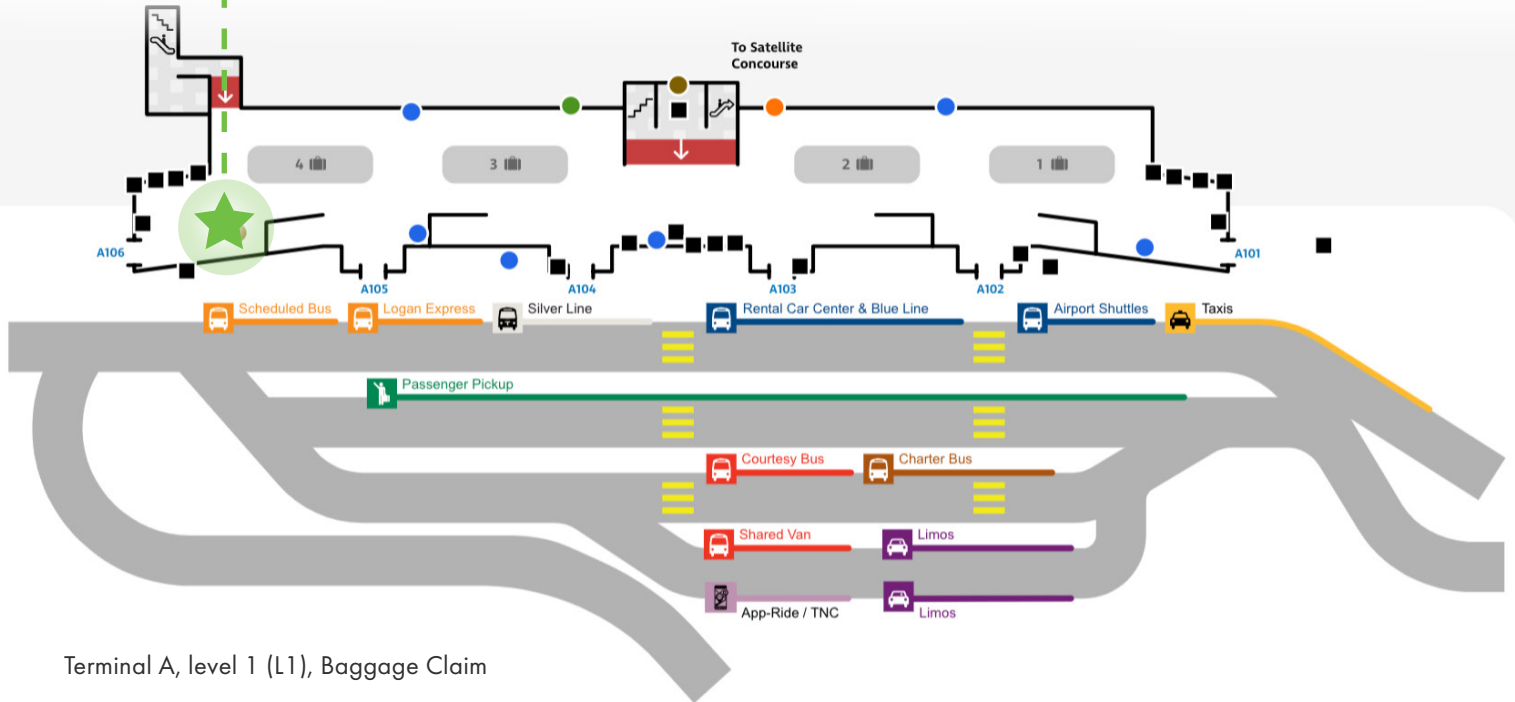 To Satellite
Concourse
4
3
2
1
A106
A101
A105
A104
A103
A102
Scheduled Bus
Logan Express
Silver Line
Rental Car Center & Blue Line
Airport Shuttles
Taxis
Passenger Pickup
Courtesy Bus
Charter Bus
Shared Van
Limos
App-Ride / TNC
Limos
Terminal A, level 1 (L1), Baggage Claim